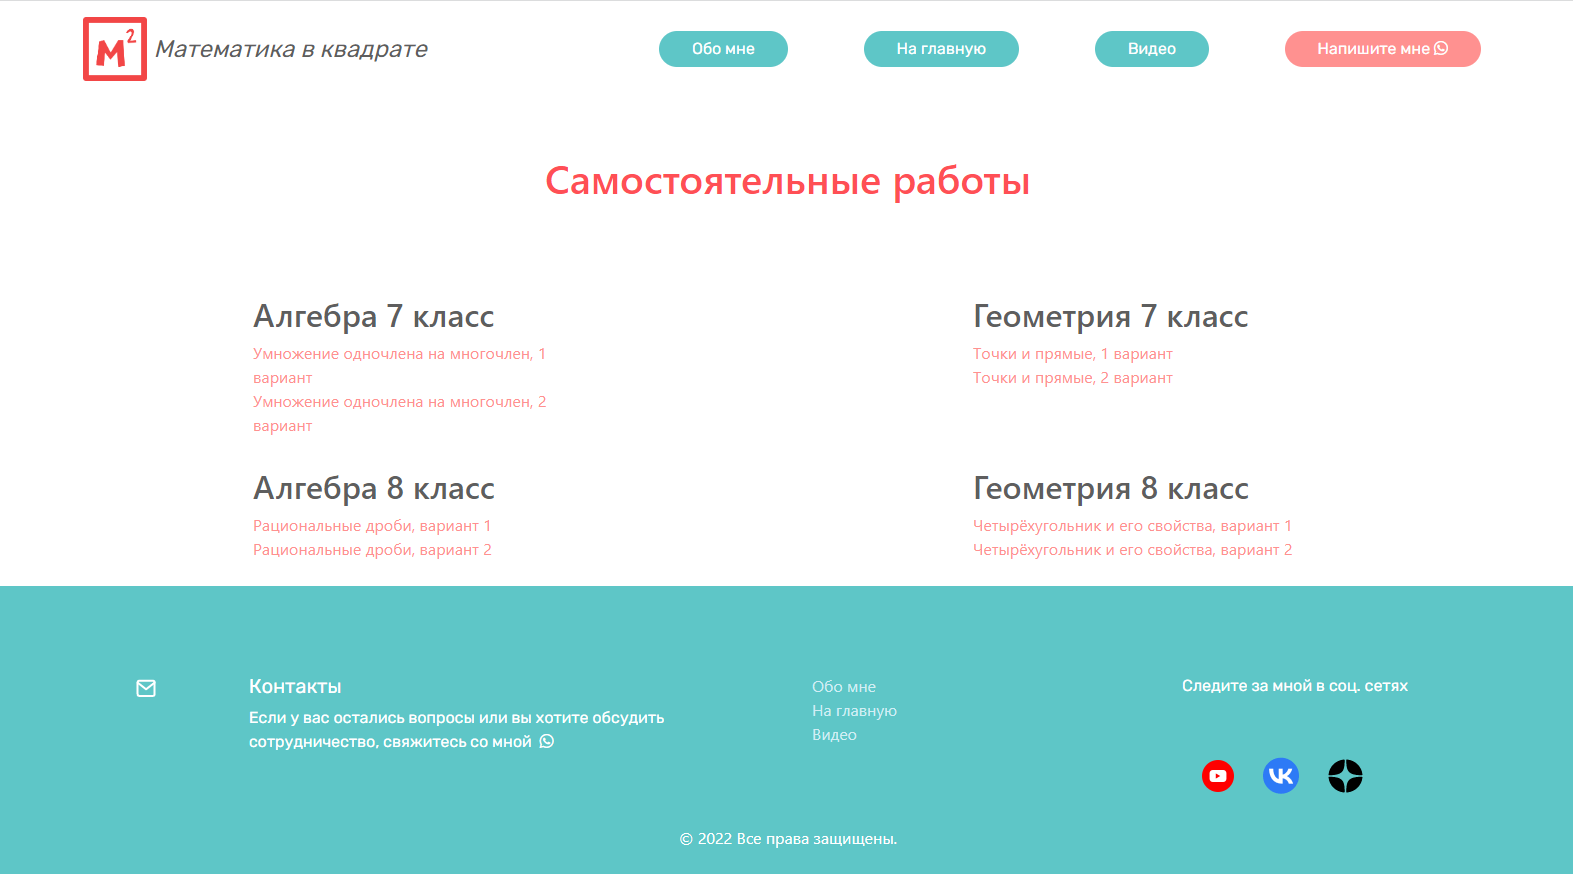 M²
Математика в квадрате
Обо мне
На главную
Видео
Напишите мне
Самостоятельные работы
Алгебра 7 класс
Умножение одночлена на многочлен, 1
вариант
Умножение одночлена на многочлен, 2
вариант
Геометрия 7 класс
Точки и прямые, 1 вариант
Точки и прямые, 2 вариант
Алгебра 8 класс
Рациональные дроби, вариант 1
Рациональные дроби, вариант 2
Геометрия 8 класс
Четырёхугольник и его свойства, вариант 1
Четырёхугольник и его свойства, вариант 2
Контакты
Если у вас остались вопросы или вы хотите обсудить
сотрудничество, свяжитесь со мной
Обо мне
На главную
Видео
Следите за мной в соц. сетях
© 2022 Все права защищены.